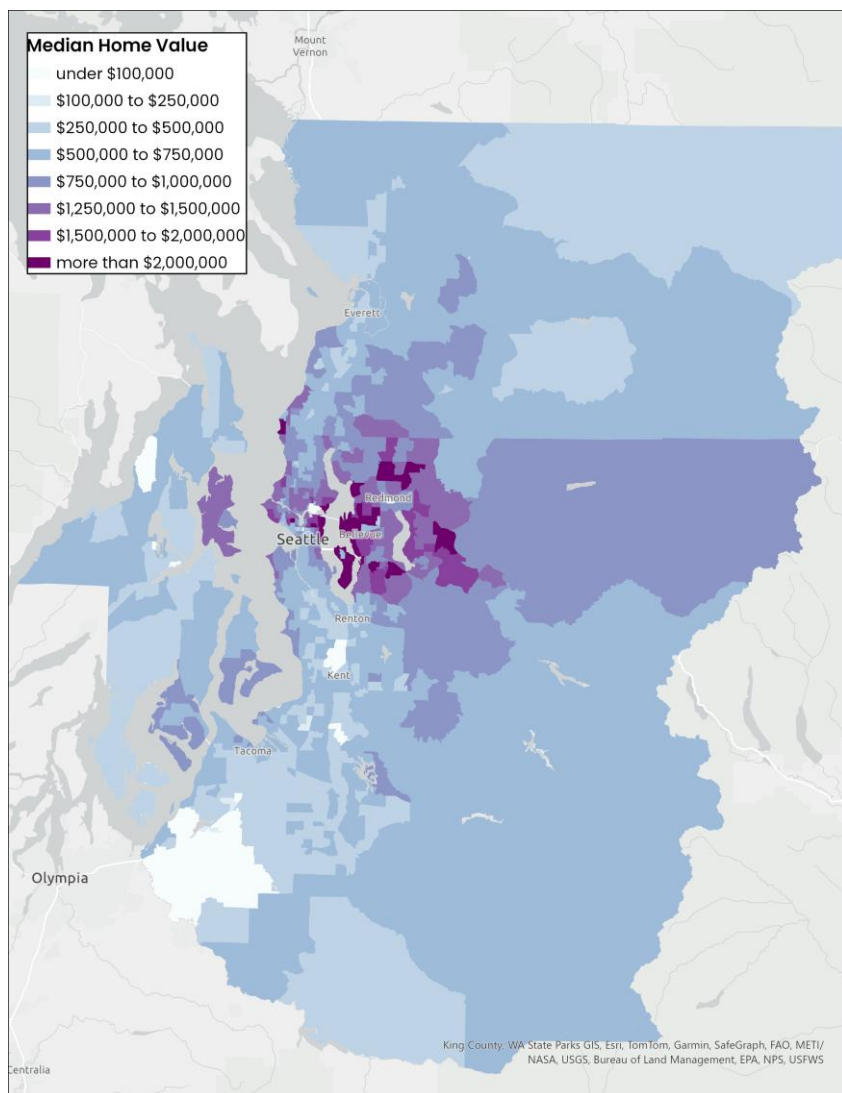 Median Home Value
under $100,000
$100,000 to $250,000
$250,000 to $500,000
$500,000 to $750,000
$750,000 to $1,000,000
$1,250,000 to $1,500,000
$1,500,000 to $2,000,000
more than $2,000,000
Mount
Vernon
Everett
Redmond
Bellevue
Seattle
Renton
Kent
Tacoma
Olympia
Centralia
King County, WA State Parks GIS, Esri, TomTom, Garmin, SafeGraph, FAO, METI/
NASA, USGS, Bureau of Land Management, EPA, NPS, USFWS